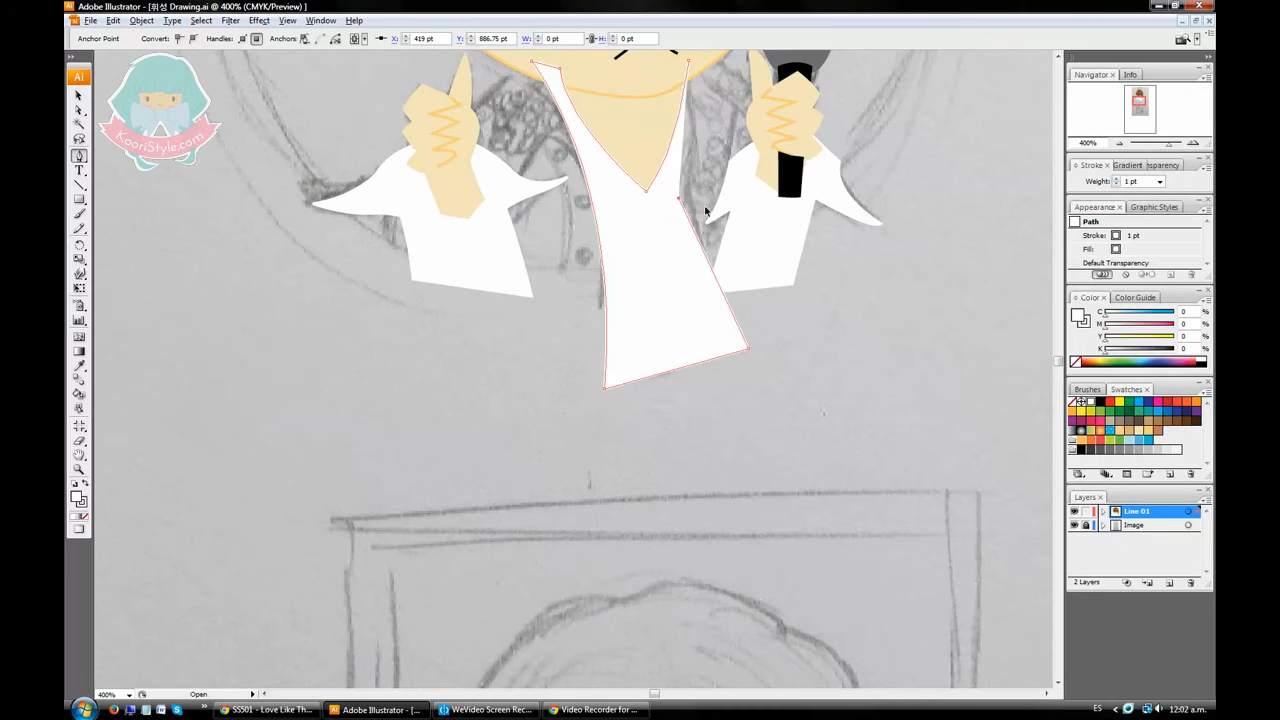 Adobe Illustrator - [위성 Drawing.ai @ 400% (CMYK/Preview) ]
File Edit Object Type Select Filter Effect View Window Help
Anchor Point Convert: Handles: Anchors: X: 419 pt Y: 886.75 pt W: 0 pt H: 0 pt
Ai
KooriStyle.com
Navigator Info
400%
Stroke Gradient
Weight: 1 pt
Appearance Graphic Styles
Path
Stroke: 1 pt
Fill:
Default Transparency
Color Color Guide
C 0 %
M 0 %
Y 0 %
K 0 %
Brushes Swatches
Layers
Line 01
Image
2 Layers
400% Open
SS501 - Love Like Th... Adobe Illustrator - [... WeVideo Screen Rec... Video Recorder for ... ES 12:02 a.m.